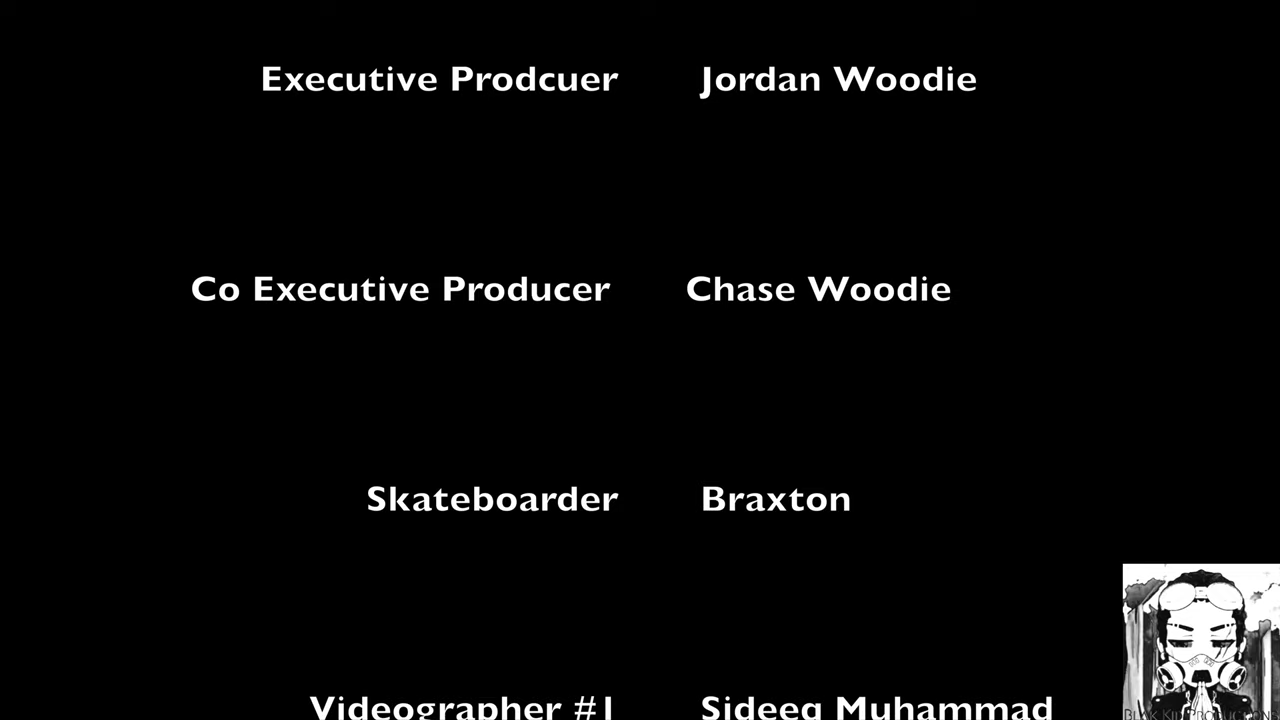 Executive Prodcuer Jordan Woodie
Co Executive Producer Chase Woodie
Skateboarder Braxton
Videographer #1 Sideeq Muhammad